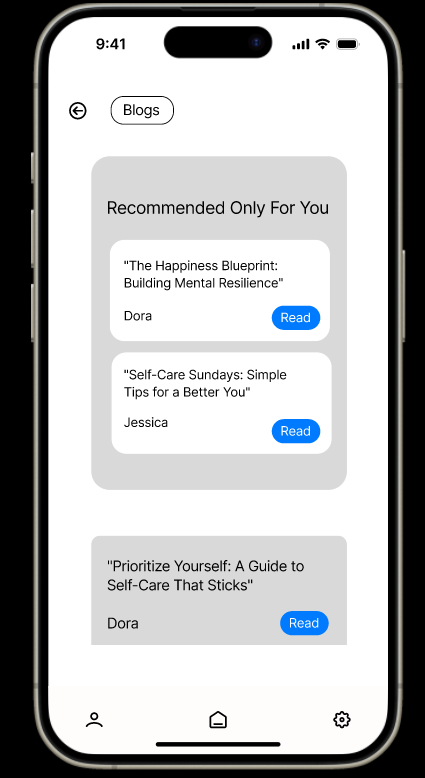 9:41
Blogs
Recommended Only For You
"The Happiness Blueprint:
Building Mental Resilience"
Dora
Read
"Self-Care Sundays: Simple
Tips for a Better You"
Jessica
Read
"Prioritize Yourself: A Guide to
Self-Care That Sticks"
Dora
Read